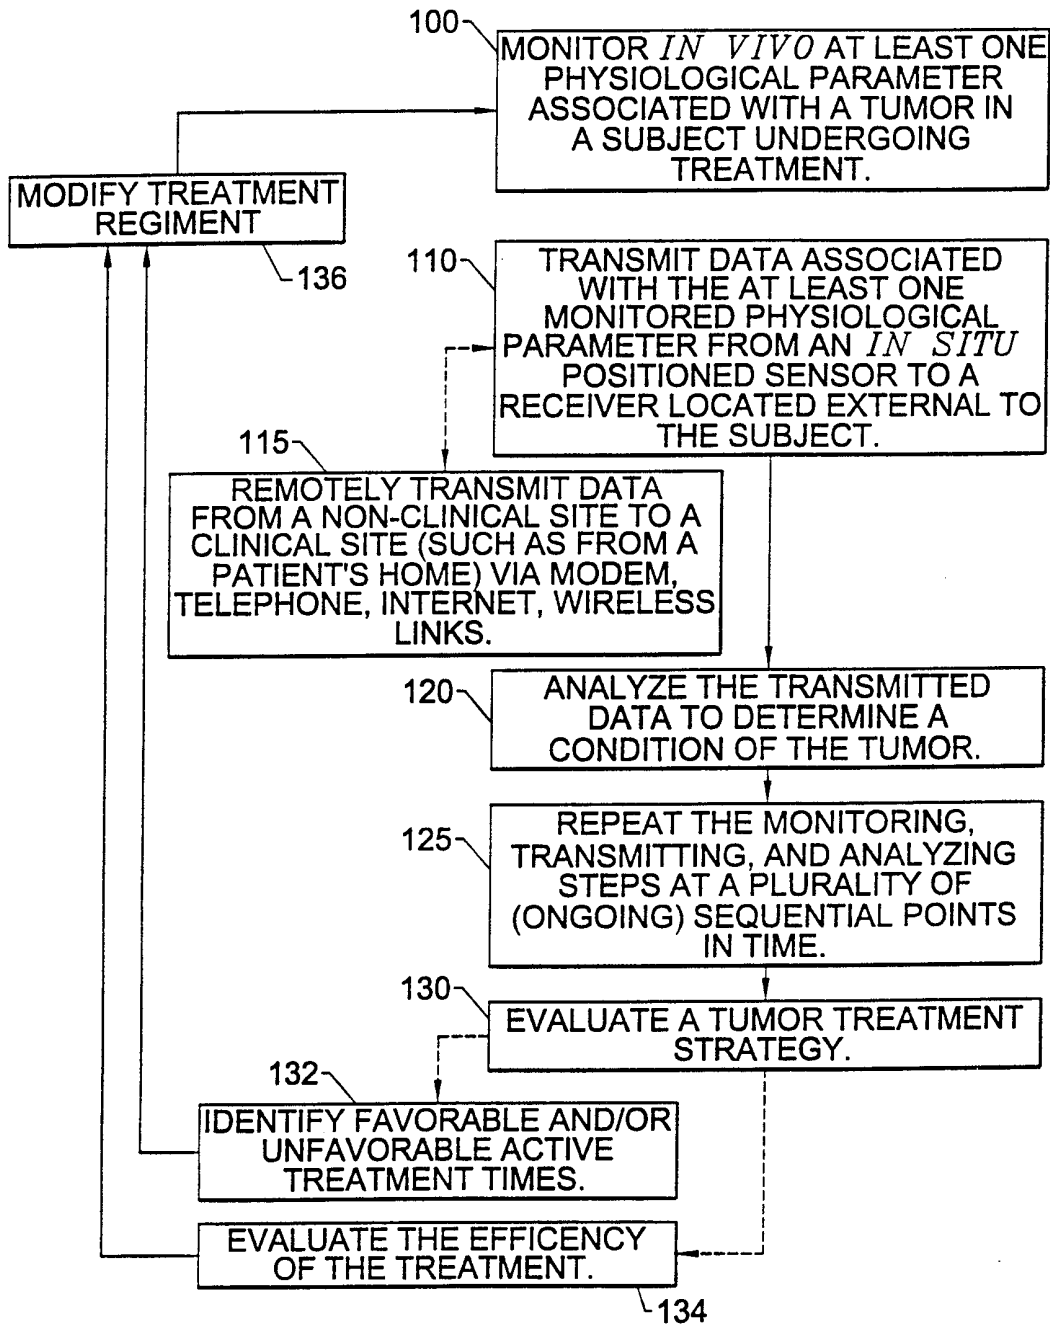 100
MONITOR IN VIVO AT LEAST ONE
PHYSIOLOGICAL PARAMETER
ASSOCIATED WITH A TUMOR IN
A SUBJECT UNDERGOING
TREATMENT.
MODIFY TREATMENT
REGIMENT
136
110
TRANSMIT DATA ASSOCIATED
WITH THE AT LEAST ONE
MONITORED PHYSIOLOGICAL
PARAMETER FROM AN IN SITU
POSITIONED SENSOR TO A
RECEIVER LOCATED EXTERNAL TO
THE SUBJECT.
115
REMOTELY TRANSMIT DATA
FROM A NON-CLINICAL SITE TO A
CLINICAL SITE (SUCH AS FROM A
PATIENT'S HOME) VIA MODEM,
TELEPHONE, INTERNET, WIRELESS
LINKS.
120
ANALYZE THE TRANSMITTED
DATA TO DETERMINE A
CONDITION OF THE TUMOR.
125
REPEAT THE MONITORING,
TRANSMITTING, AND ANALYZING
STEPS AT A PLURALITY OF
(ONGOING) SEQUENTIAL POINTS
IN TIME.
130
EVALUATE A TUMOR TREATMENT
STRATEGY.
132
IDENTIFY FAVORABLE AND/OR
UNFAVORABLE ACTIVE
TREATMENT TIMES.
EVALUATE THE EFFICENCY
OF THE TREATMENT.
134